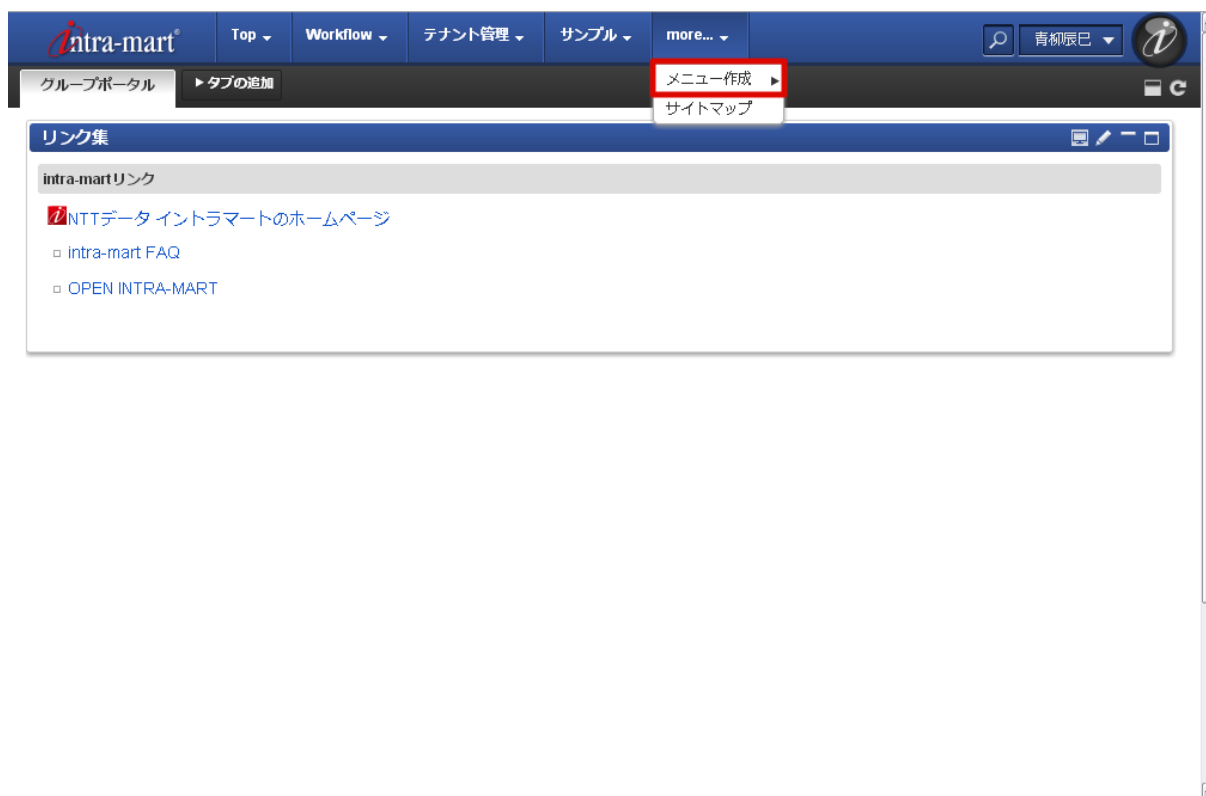 intra-mart® Top Workflow テナント管理 サンプル more... 青柳辰巳
グループポータル タブの追加
メニュー作成
サイトマップ
リンク集
intra-martリンク
NTTデータ イントラマートのホームページ
intra-mart FAQ
OPEN INTRA-MART